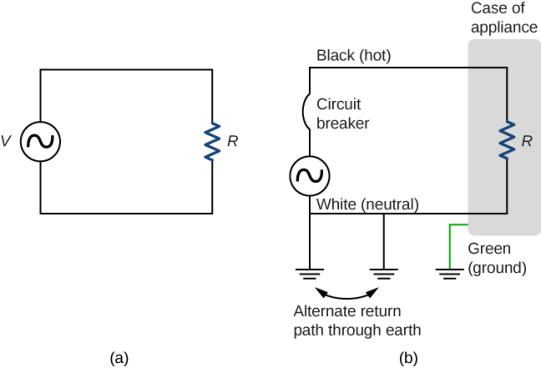 V
R
(a)
Case of
appliance
Black (hot)
Circuit
breaker
R
White (neutral)
Green
(ground)
Alternate return
path through earth
(b)